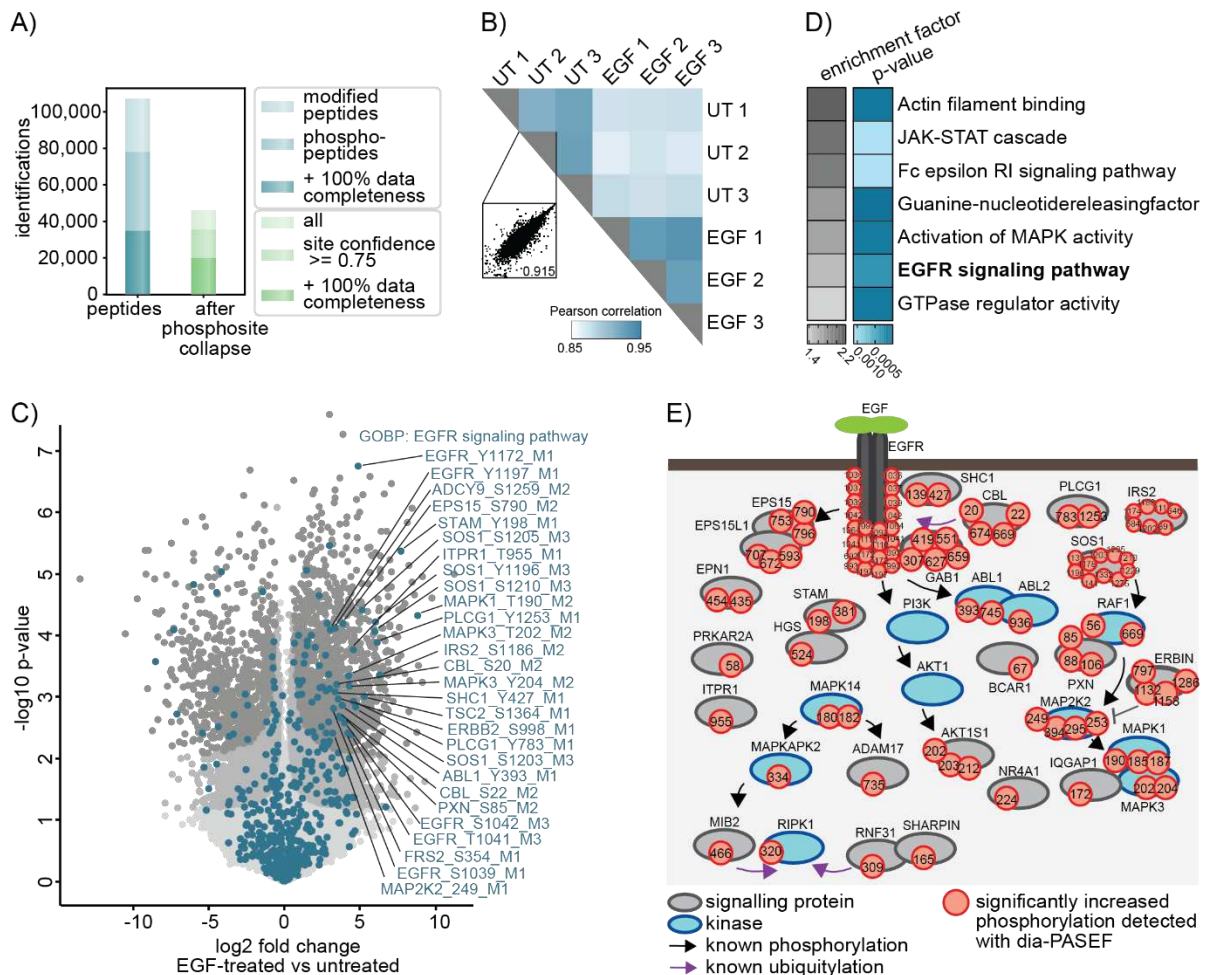 A)
identifications
100,000
80,000
60,000
40,000
20,000
0
peptides
after
phosphosite
collapse
modified
peptides
phospho-
peptides
+ 100% data
completeness
all
site confidence
>= 0.75
+ 100% data
completeness
B)
UT 1
UT 2
UT 3
EGF 1
EGF 2
EGF 3
UT 1
UT 2
UT 3
EGF 1
EGF 2
EGF 3
0.915
Pearson correlation
0.85
0.95
D)
enrichment factor
p-value
Actin filament binding
JAK-STAT cascade
Fc epsilon RI signaling pathway
Guanine-nucleotidereleasingfactor
Activation of MAPK activity
EGFR signaling pathway
GTPase regulator activity
1.4
2.2
0.0010
0.0005
C)
-log10 p-value
7
6
5
4
3
2
1
0
-10
-5
0
5
10
log2 fold change
EGF-treated vs untreated
GOBP: EGFR signaling pathway
EGFR_Y1172_M1
EGFR_Y1197_M1
ADCY9_S1259_M2
EPS15_S790_M2
STAM_Y198_M1
SOS1_S1205_M3
ITPR1_T955_M1
SOS1_Y1196_M3
SOS1_S1210_M3
MAPK1_T190_M2
PLCG1_Y1253_M1
MAPK3_T202_M2
IRS2_S1186_M2
CBL_S20_M2
MAPK3_Y204_M2
SHC1_Y427_M1
TSC2_S1364_M1
ERBB2_S998_M1
PLCG1_Y783_M1
SOS1_S1203_M3
ABL1_Y393_M1
CBL_S22_M2
PXN_S85_M2
EGFR_S1042_M3
EGFR_T1041_M3
FRS2_S354_M1
EGFR_S1039_M1
MAP2K2_249_M1
E)
EGF
EGFR
SHC1
139 427
CBL
20 22
674 669
PLCG1
783 1253
IRS2
EPS15
753 790
796
EPS15L1
707 672 593
419 551
307 627 659
GAB1
SOS1
EPN1
454 435
STAM
198 381
HGS
524
PI3K
ABL1
393 745
ABL2
936
RAF1
56
669
85
88 106
PXN
PRKAR2A
58
BCAR1
67
ERBIN
797
1132
1286
1158
ITPR1
955
AKT1
MAPK14
180 182
MAP2K2
249
394 295 253
MAPK1
190 185 187
MAPKAPK2
334
ADAM17
735
AKT1S1
202
203 212
NR4A1
224
IQGAP1
172
202 204
MAPK3
MIB2
466
RIPK1
320
RNF31
309
SHARPIN
165
signalling protein
kinase
known phosphorylation
known ubiquitylation
significantly increased
phosphorylation detected
with dia-PASEF